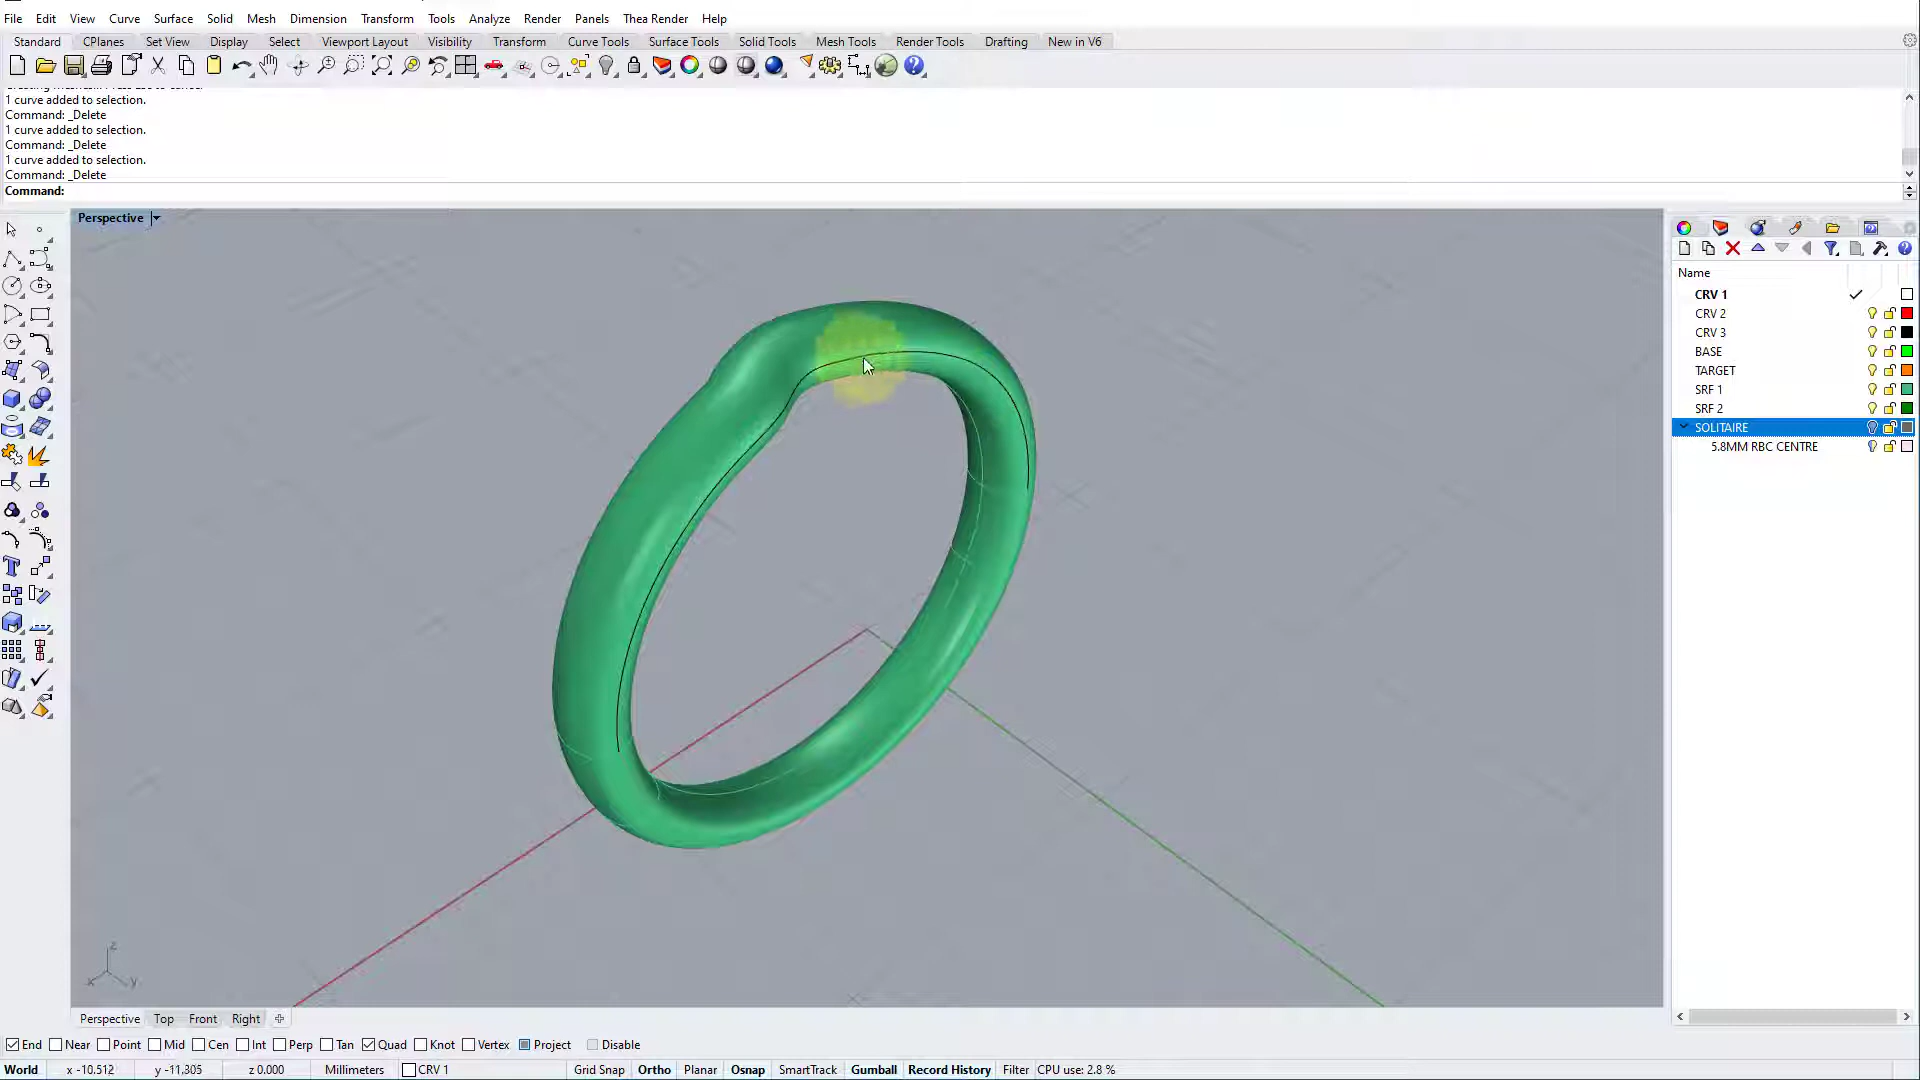 File Edit View Curve Surface Solid Mesh Dimension Transform Tools Analyze Render Panels Thea Render Help
Standard CPlanes Set View Display Select Viewport Layout Visibility Transform Curve Tools Surface Tools Solid Tools Mesh Tools Render Tools Drafting New in V6
1 curve added to selection.
Command: _Delete
1 curve added to selection.
Command: _Delete
1 curve added to selection.
Command: _Delete
Command:
Perspective
Name
CRV 1
CRV 2
CRV 3
BASE
TARGET
SRF 1
SRF 2
SOLITAIRE
5.8MM RBC CENTRE
z
x y
Perspective Top Front Right
End Near Point Mid Cen Int Perp Tan Quad Knot Vertex Project Disable
World x -10.512 y -11.305 z 0.000 Millimeters CRV 1 Grid Snap Ortho Planar Osnap SmartTrack Gumball Record History Filter CPU use: 2.8 %